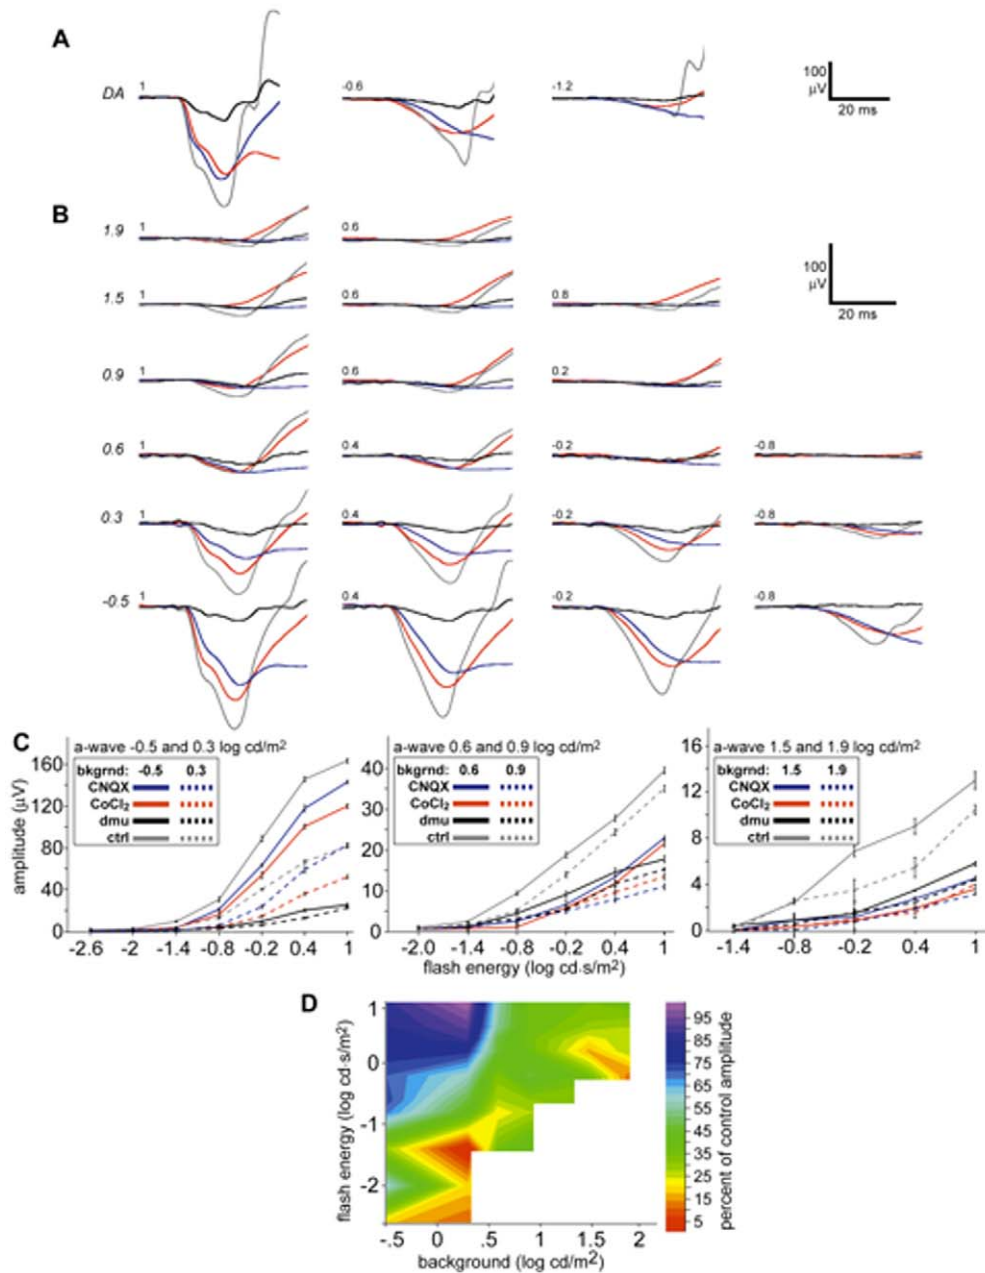 A
DA
1
-0.6
-1.2
100
µV
20 ms
B
1.9
1
0.6
100
µV
20 ms
1.5
1
0.6
0.8
0.9
1
0.6
0.2
0.6
1
0.4
-0.2
-0.8
0.3
1
0.4
-0.2
-0.8
-0.5
1
0.4
-0.2
-0.8
C
amplitude (µV)
a-wave -0.5 and 0.3 log cd/m²
bkgrnd: -0.5 0.3
CNQX
CoCl₂
dmu
ctrl
160
120
80
40
0
-2.6 -2 -1.4 -0.8 -0.2 0.4 1
a-wave 0.6 and 0.9 log cd/m²
bkgrnd: 0.6 0.9
CNQX
CoCl₂
dmu
ctrl
40
30
20
10
0
-2.0 -1.4 -0.8 -0.2 0.4 1
a-wave 1.5 and 1.9 log cd/m²
bkgrnd: 1.5 1.9
CNQX
CoCl₂
dmu
ctrl
16
12
8
4
0
-1.4 -0.8 -0.2 0.4 1
flash energy (log cd·s/m²)
D
flash energy (log cd·s/m²)
1
0
-1
-2
-.5 0 .5 1 1.5 2
background (log cd/m²)
95
85
75
65
55
45
35
25
15
5
percent of control amplitude